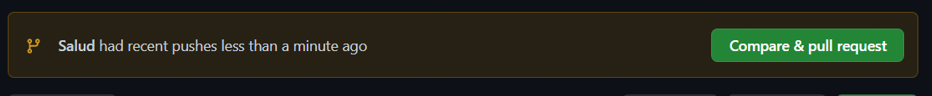 Salud had recent pushes less than a minute ago
Compare & pull request